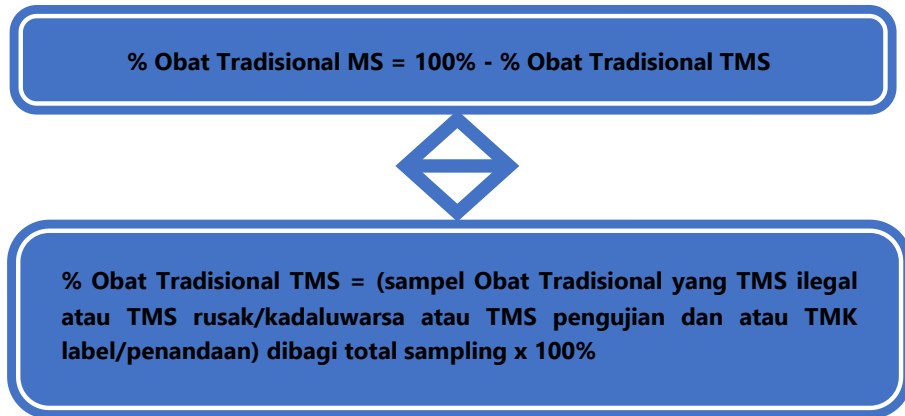 % Obat Tradisional MS = 100% - % Obat Tradisional TMS
% Obat Tradisional TMS = (sampel Obat Tradisional yang TMS ilegal
atau TMS rusak/kadaluwarsa atau TMS pengujian dan atau TMK
label/penandaan) dibagi total sampling x 100%